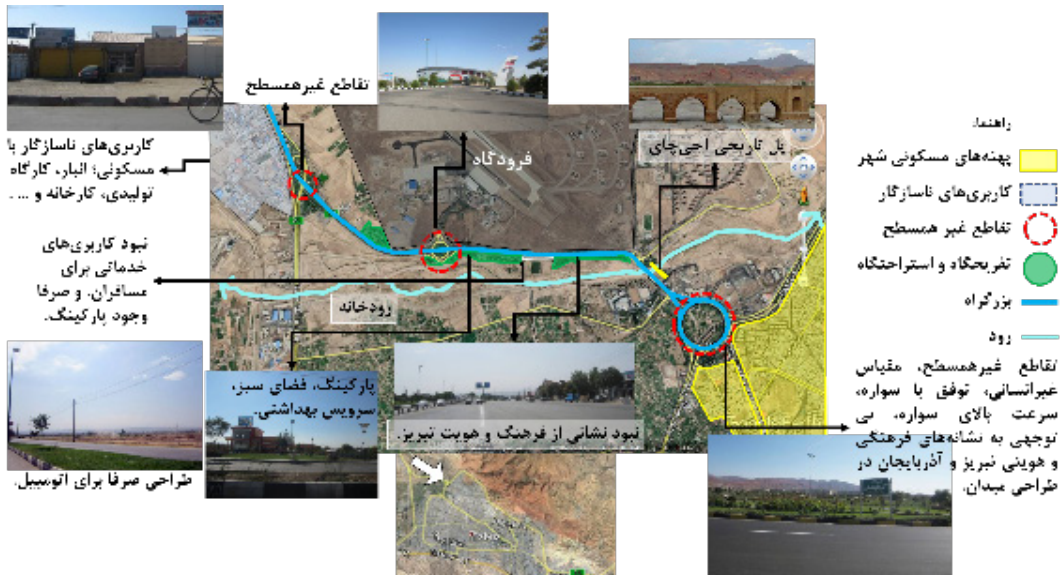 تقاطع غیرهمسطح
کاربری‌های ناسازگار با
مسکونی؛ انبار، کارگاه
تولیدی، کارخانه و ... .
فرودگاه
پل تاریخی آجی‌چای
نبود کاربری‌های
خدماتی برای
مسافران. و صرفا
وجود پارکینگ.
رودخانه
پارکینگ، فضای سبز،
سرویس بهداشتی.
نبود نشانی از فرهنگ و هویت تبریز.
طراحی صرفا برای اتومبیل.
راهنما:
پهنه‌های مسکونی شهر
کاربری‌های ناسازگار
تقاطع غیر همسطح
تفریحگاه و استراحتگاه
بزرگراه
رود
تقاطع غیرهمسطح، مقیاس
غیرانسانی، توفق با سواره،
سرعت بالای سواره، بی
توجهی به نشانه‌های فرهنگی
و هویتی تبریز و آذربایجان در
طراحی میدان.